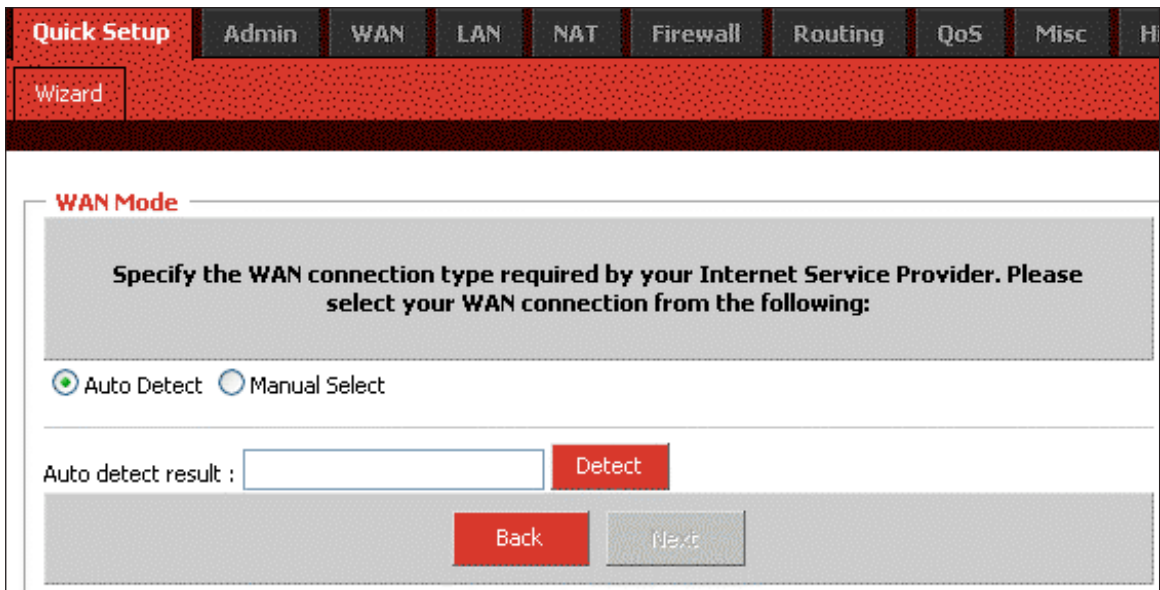 Quick Setup Admin WAN LAN NAT Firewall Routing QoS Misc
Wizard
WAN Mode
Specify the WAN connection type required by your Internet Service Provider. Please
select your WAN connection from the following:
Auto Detect Manual Select
Auto detect result : Detect
Back Next